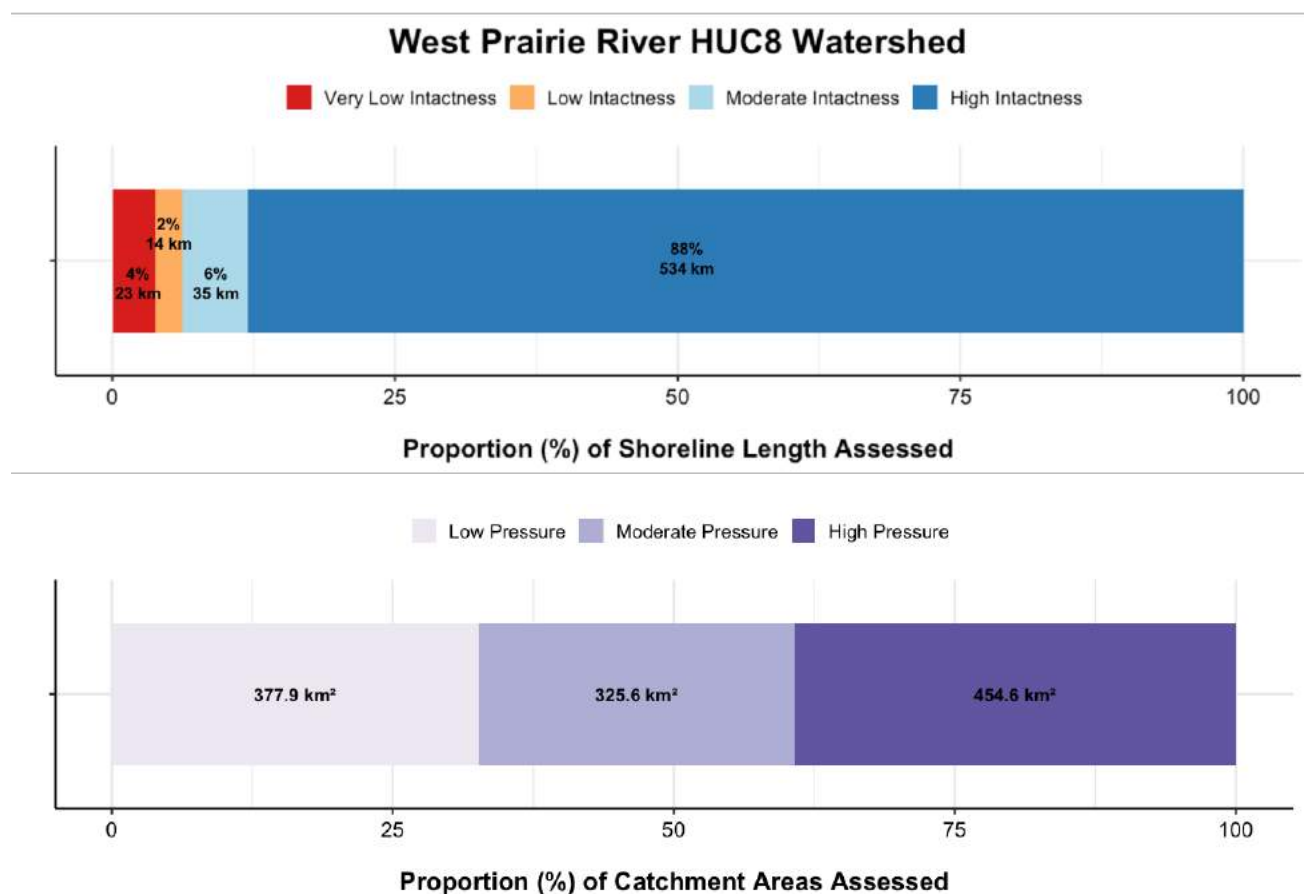 West Prairie River HUC8 Watershed
Very Low Intactness Low Intactness Moderate Intactness High Intactness
2%
14 km
4%
23 km
6%
35 km
88%
534 km
0 25 50 75 100
Proportion (%) of Shoreline Length Assessed
Low Pressure Moderate Pressure High Pressure
377.9 km² 325.6 km² 454.6 km²
0 25 50 75 100
Proportion (%) of Catchment Areas Assessed